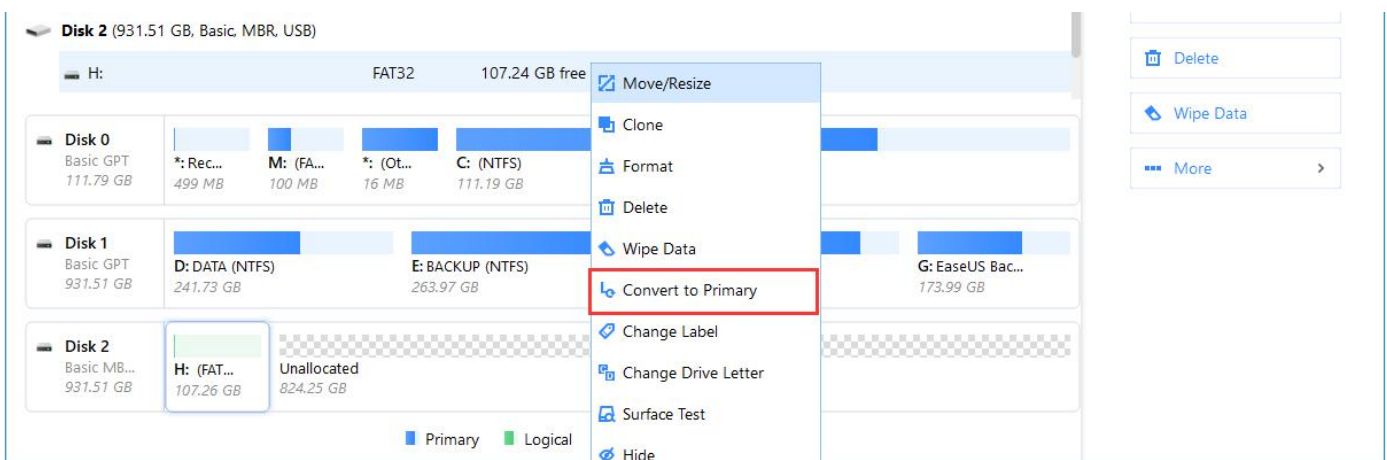 Disk 2 (931.51 GB, Basic, MBR, USB)
H: FAT32 107.24 GB free
Move/Resize
Clone
Format
Delete
Wipe Data
Convert to Primary
Change Label
Change Drive Letter
Surface Test
Hide
Disk 0
Basic GPT
111.79 GB
*: Rec...
499 MB
M: (FA...
100 MB
*: (Ot...
16 MB
C: (NTFS)
111.19 GB
Disk 1
Basic GPT
931.51 GB
D: DATA (NTFS)
241.73 GB
E: BACKUP (NTFS)
263.97 GB
G: EaseUS Bac...
173.99 GB
Disk 2
Basic MB...
931.51 GB
H: (FAT...
107.26 GB
Unallocated
824.25 GB
Primary Logical
Delete
Wipe Data
More